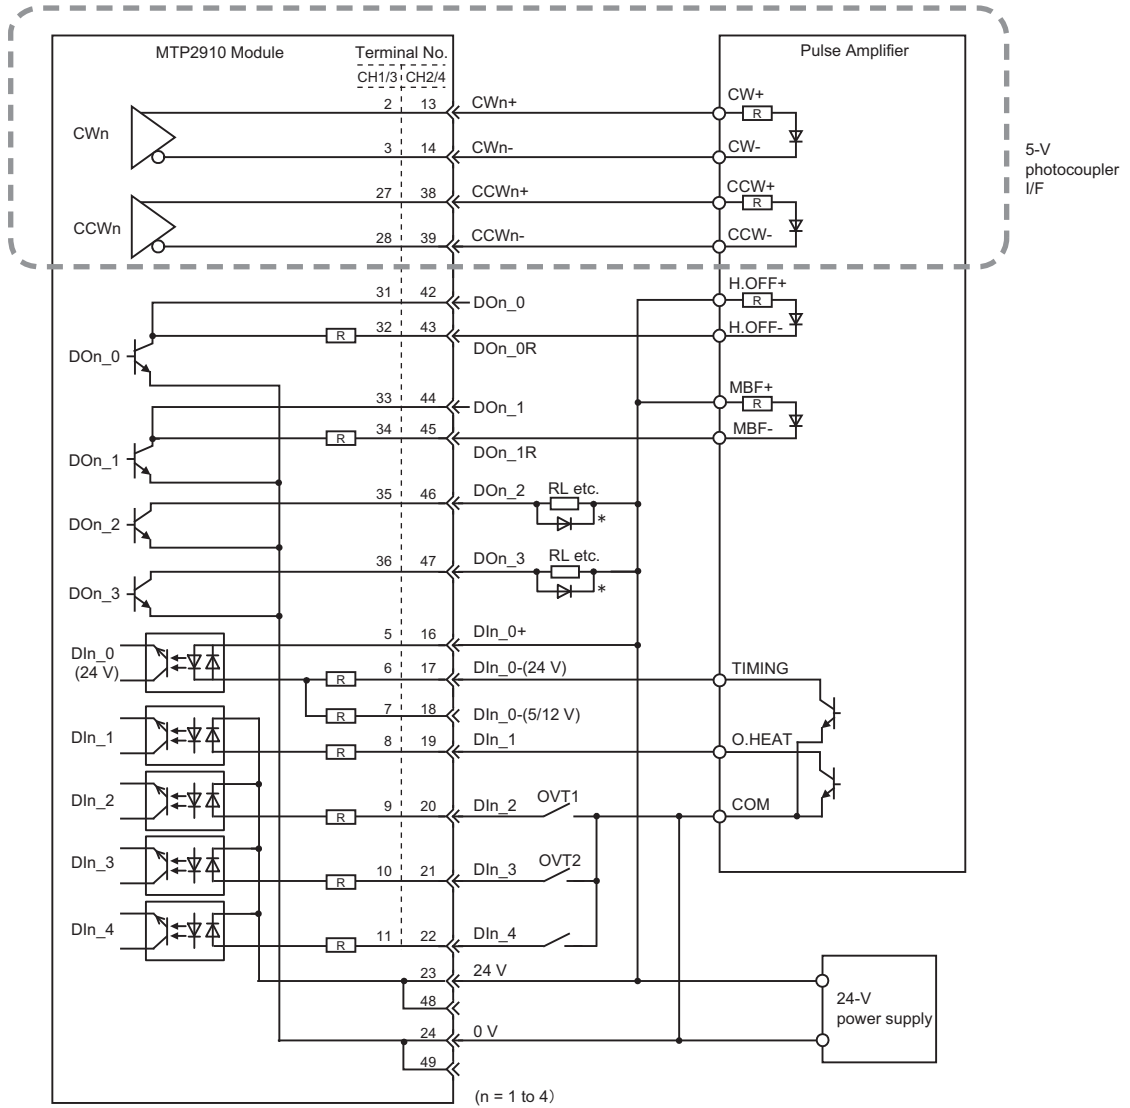 MTP2910 Module
Terminal No.
CH1/3 CH2/4
Pulse Amplifier
CWn
2 13 CWn+
CW+
R
3 14 CWn-
CW-
5-V
photocoupler
I/F
CCWn
27 38 CCWn+
CCW+
R
28 39 CCWn-
CCW-
H.OFF+
R
31 42 DOn_0
R 32 43
H.OFF-
DOn_0R
DOn_0
MBF+
R
33 44 DOn_1
R 34 45
MBF-
DOn_1R
DOn_1
35 46 DOn_2 RL etc.
*
DOn_2
36 47 DOn_3 RL etc.
*
DOn_3
5 16 DIn_0+
DIn_0
(24 V)
R 6 17 DIn_0-(24 V)
TIMING
R 7 18 DIn_0-(5/12 V)
DIn_1
R 8 19 DIn_1
O.HEAT
DIn_2
R 9 20 DIn_2 OVT1
COM
DIn_3
R 10 21 DIn_3 OVT2
DIn_4
R 11 22 DIn_4
23 24 V
48
24-V
power supply
24 0 V
49
(n = 1 to 4)